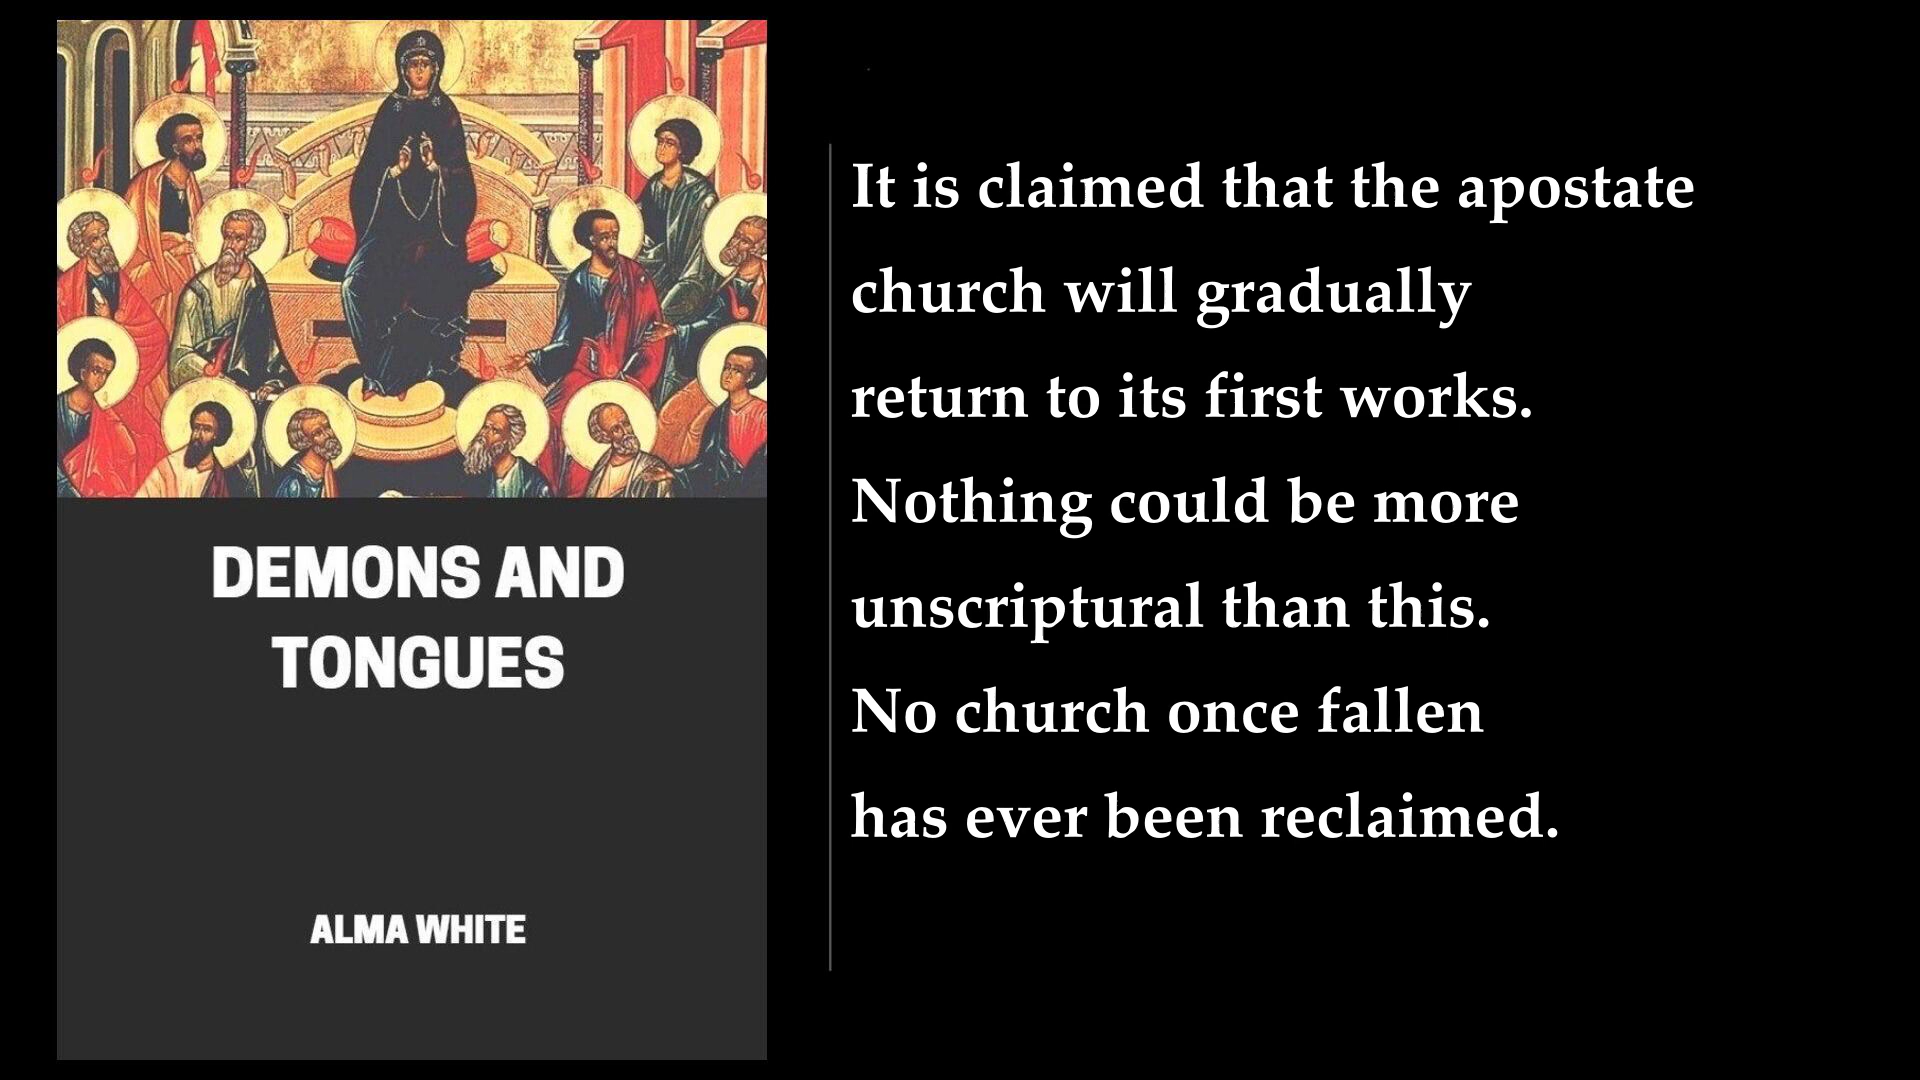 DEMONS AND
TONGUES
ALMA WHITE
It is claimed that the apostate
church will gradually
return to its first works.
Nothing could be more
unscriptural than this.
No church once fallen
has ever been reclaimed.